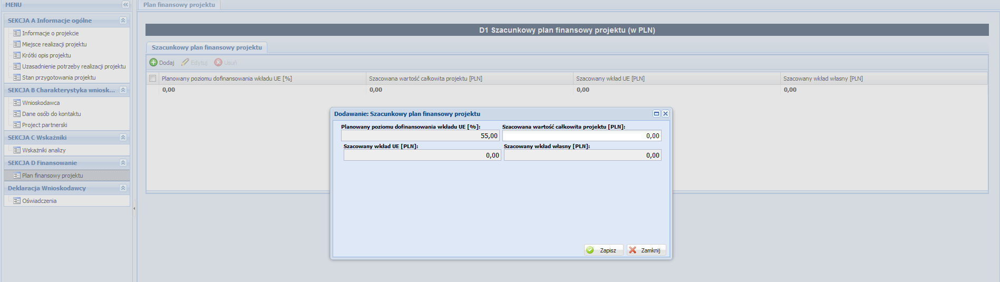 MENU
SEKCJA A Informacje ogólne
Informacje o projekcie
Miejsce realizacji projektu
Krótki opis projektu
Uzasadnienie potrzeby realizacji projektu
Stan przygotowania projektu
SEKCJA B Charakterystyka wniosk...
Wnioskodawca
Dane osób do kontaktu
Project partnerski
SEKCJA C Wskaźniki
Wskaźniki analizy
SEKCJA D Finansowanie
Plan finansowy projektu
Deklaracja Wnioskodawcy
Oświadczenia
Plan finansowy projektu
D1 Szacunkowy plan finansowy projektu (w PLN)
Szacunkowy plan finansowy projektu
Dodaj Edytuj Usuń
Planowany poziomu dofinansowania wkładu UE [%] Szacowana wartość całkowita projektu [PLN] Szacowany wkład UE [PLN] Szacowany wkład własny [PLN]
0,00 0,00 0,00 0,00
Dodawanie: Szacunkowy plan finansowy projektu
Planowany poziomu dofinansowania wkładu UE [%]: Szacowana wartość całkowita projektu [PLN]:
55,00 0,00
Szacowany wkład UE [PLN]: Szacowany wkład własny [PLN]:
0,00 0,00
Zapisz Zamknij